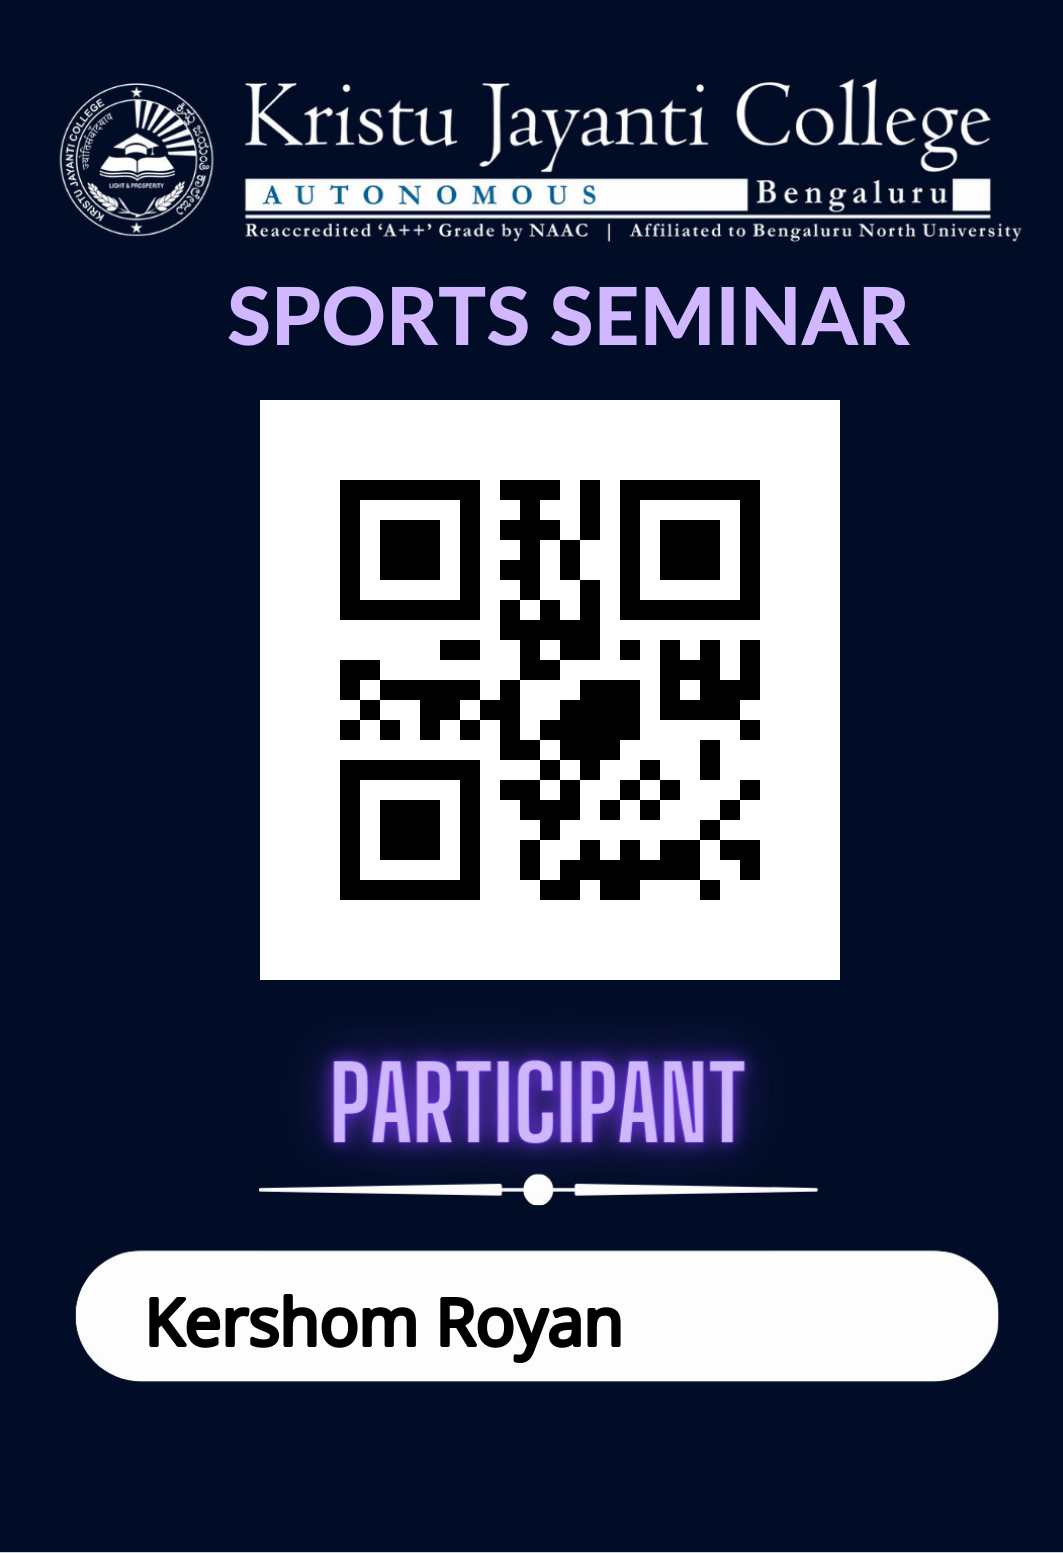 KRISTU JAYANTI COLLEGE
ಕ್ರಿಸ್ತು ಜಯಂತಿ ಕಾಲೇಜು
LIGHT & PROSPERITY
Kristu Jayanti College
AUTONOMOUS Bengaluru
Reaccredited ‘A++’ Grade by NAAC | Affiliated to Bengaluru North University
SPORTS SEMINAR
PARTICIPANT
Kershom Royan